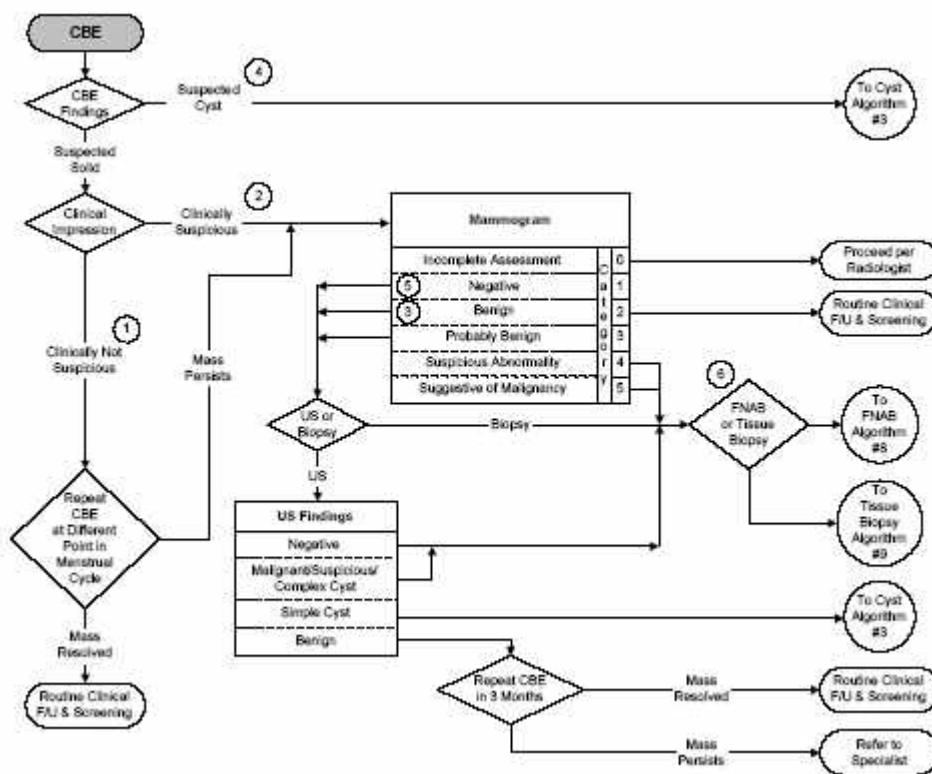 CBE
4
CBE
Findings
Suspected
Cyst
To Cyst
Algorithm
#3
Suspected
Solid
2
Clinical
Impression
Clinically
Suspicious
Mammogram
Incomplete Assessment
0
Negative
1
Benign
2
Probably Benign
3
Suspicious Abnormality
4
Suggestive of Malignancy
5
Category
5
3
Proceed per
Radiologist
Routine Clinical
F/U & Screening
1
Clinically Not
Suspicious
Mass
Persists
US or
Biopsy
Biopsy
6
FNAB
or Tissue
Biopsy
To
FNAB
Algorithm
#8
US
Repeat
CBE
at Different
Point in
Menstrual
Cycle
US Findings
Negative
Malignant/Suspicious/
Complex Cyst
Simple Cyst
Benign
To
Tissue
Biopsy
Algorithm
#9
To Cyst
Algorithm
#3
Mass
Resolved
Routine Clinical
F/U & Screening
Repeat CBE
in 3 Months
Mass
Resolved
Routine Clinical
F/U & Screening
Mass
Persists
Refer to
Specialist